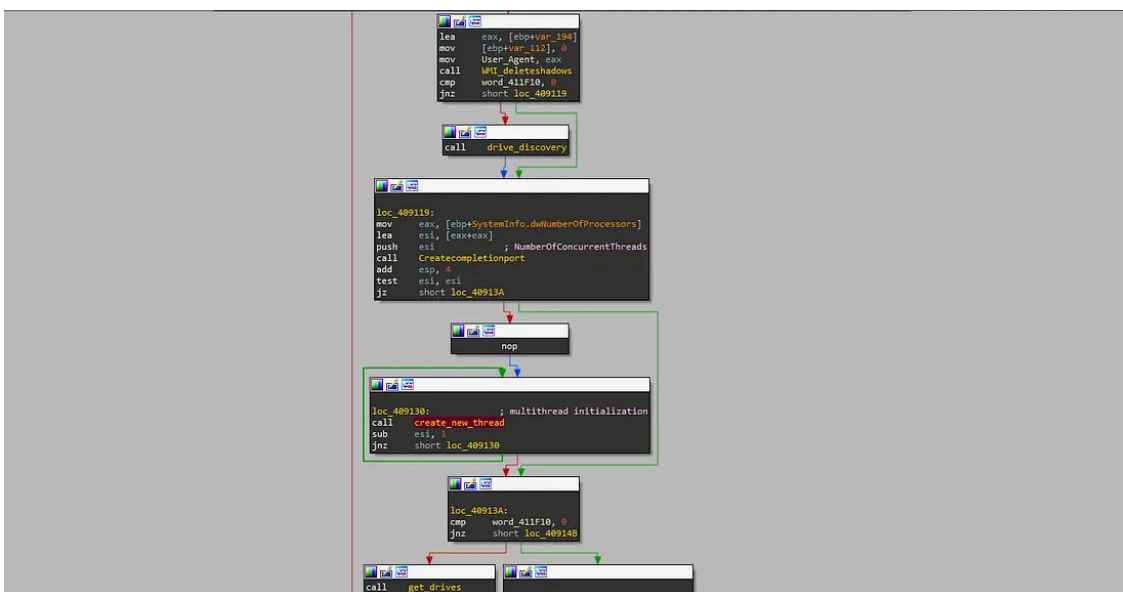 lea eax, [ebp+var_194]
mov [ebp+var_112], 0
mov User_Agent, eax
call WMI_deleteshadows
cmp word_411F10, 0
jnz short loc_409119
call drive_discovery
loc_409119:
mov eax, [ebp+SystemInfo.dwNumberOfProcessors]
lea esi, [eax+eax]
push esi ; NumberOfConcurrentThreads
call Createcompletionport
add esp, 4
test esi, esi
jz short loc_40913A
nop
loc_409130: ; multithread initialization
call create_new_thread
sub esi, 1
jnz short loc_409130
loc_40913A:
cmp word_411F10, 0
jnz short loc_40914B
call get_drives